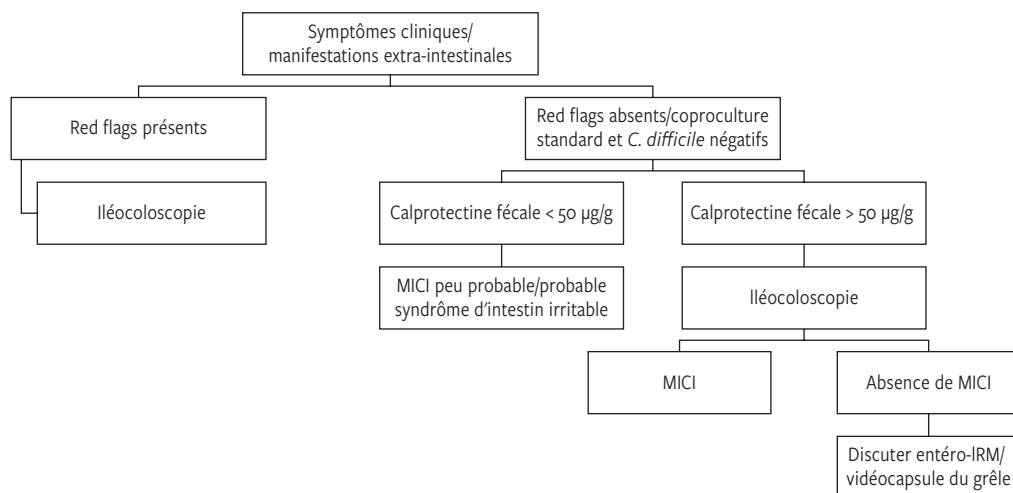 Symptômes cliniques/
manifestations extra-intestinales
Red flags présents
Red flags absents/coproculture
standard et C. difficile négatifs
Iléocoloscopie
Calprotectine fécale < 50 µg/g
Calprotectine fécale > 50 µg/g
MICI peu probable/probable
syndrôme d'intestin irritable
Iléocoloscopie
MICI
Absence de MICI
Discuter entéro-IRM/
vidéocapsule du grêle